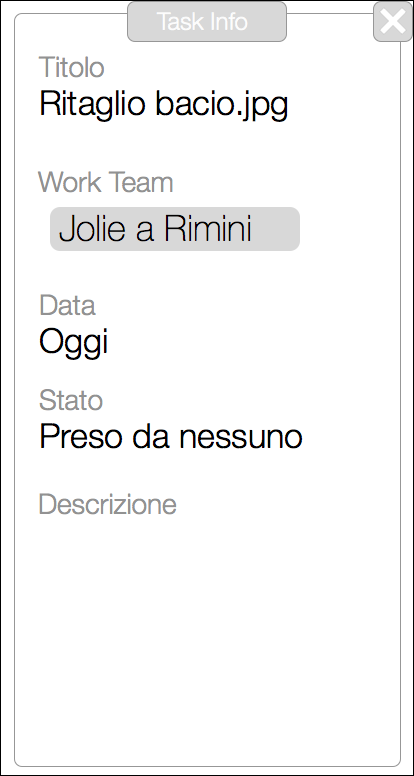 Task Info
Titolo
Ritaglio bacio.jpg
Work Team
Jolie a Rimini
Data
Oggi
Stato
Preso da nessuno
Descrizione